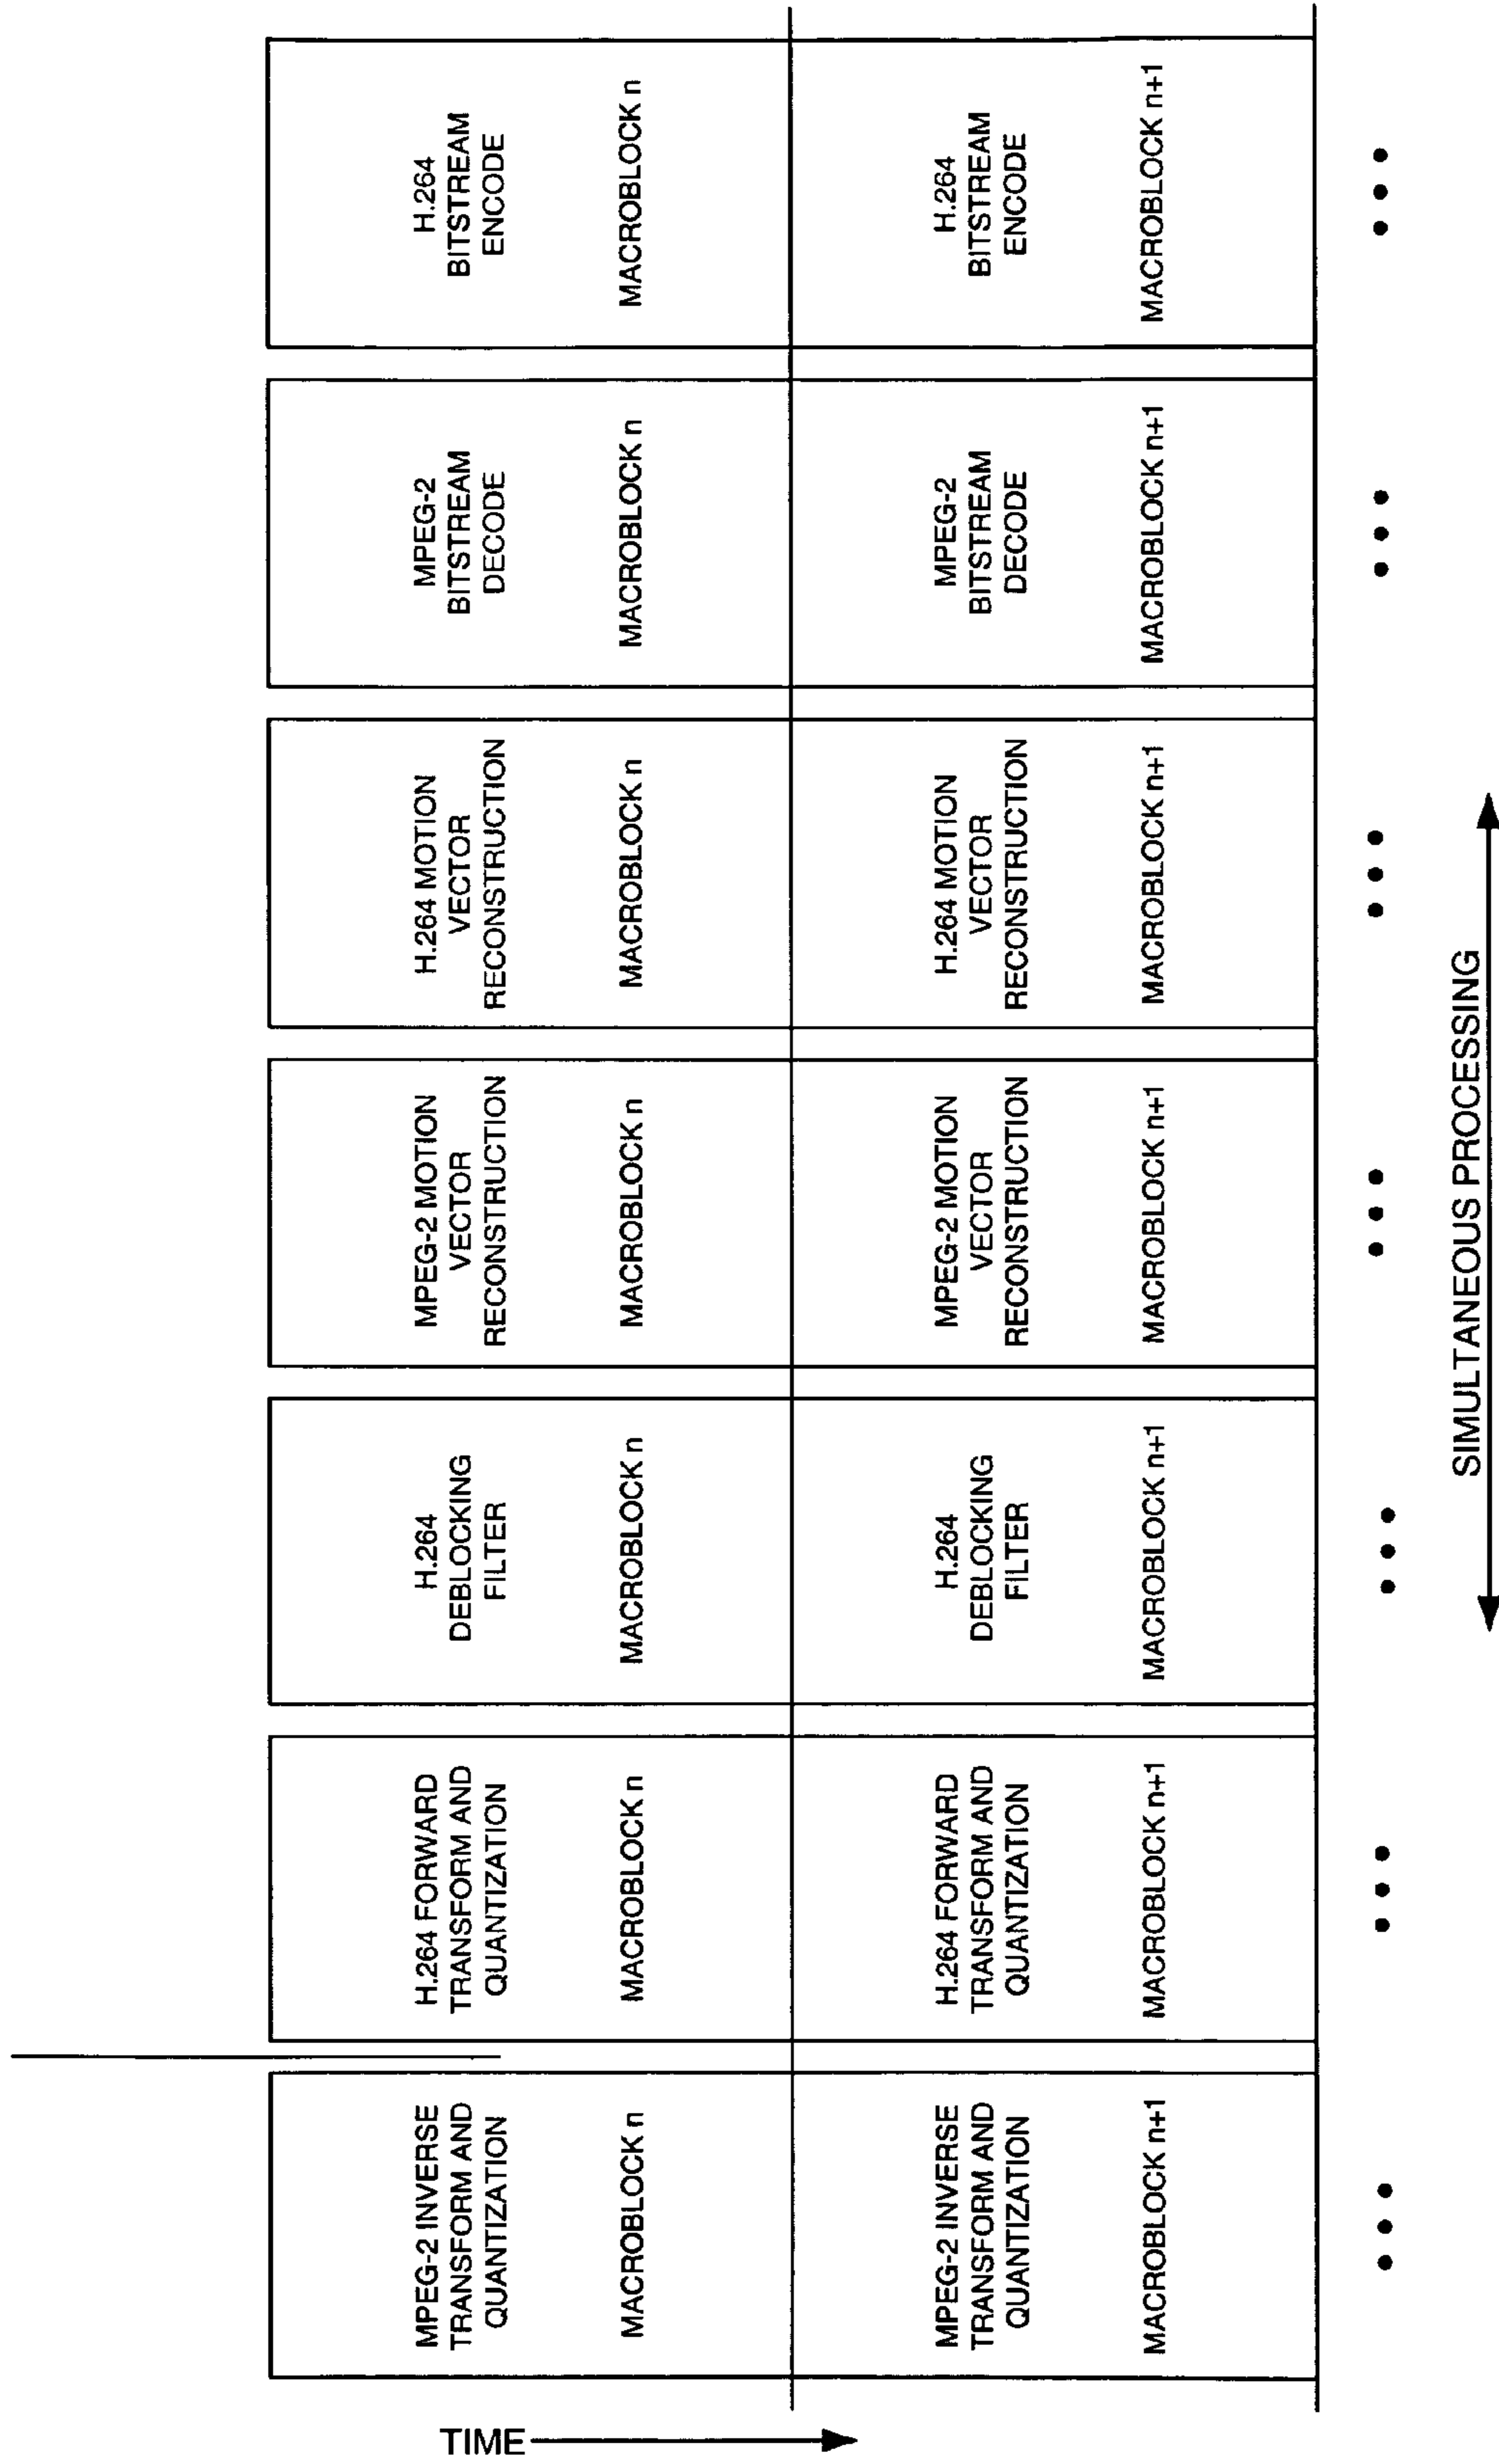 TIME
MPEG-2 INVERSE
TRANSFORM AND
QUANTIZATION
MACROBLOCK n
H.264 FORWARD
TRANSFORM AND
QUANTIZATION
MACROBLOCK n
H.264
DEBLOCKING
FILTER
MACROBLOCK n
MPEG-2 MOTION
VECTOR
RECONSTRUCTION
MACROBLOCK n
H.264 MOTION
VECTOR
RECONSTRUCTION
MACROBLOCK n
MPEG-2
BITSTREAM
DECODE
MACROBLOCK n
H.264
BITSTREAM
ENCODE
MACROBLOCK n
MPEG-2 INVERSE
TRANSFORM AND
QUANTIZATION
MACROBLOCK n+1
H.264 FORWARD
TRANSFORM AND
QUANTIZATION
MACROBLOCK n+1
H.264
DEBLOCKING
FILTER
MACROBLOCK n+1
MPEG-2 MOTION
VECTOR
RECONSTRUCTION
MACROBLOCK n+1
H.264 MOTION
VECTOR
RECONSTRUCTION
MACROBLOCK n+1
MPEG-2
BITSTREAM
DECODE
MACROBLOCK n+1
H.264
BITSTREAM
ENCODE
MACROBLOCK n+1
SIMULTANEOUS PROCESSING